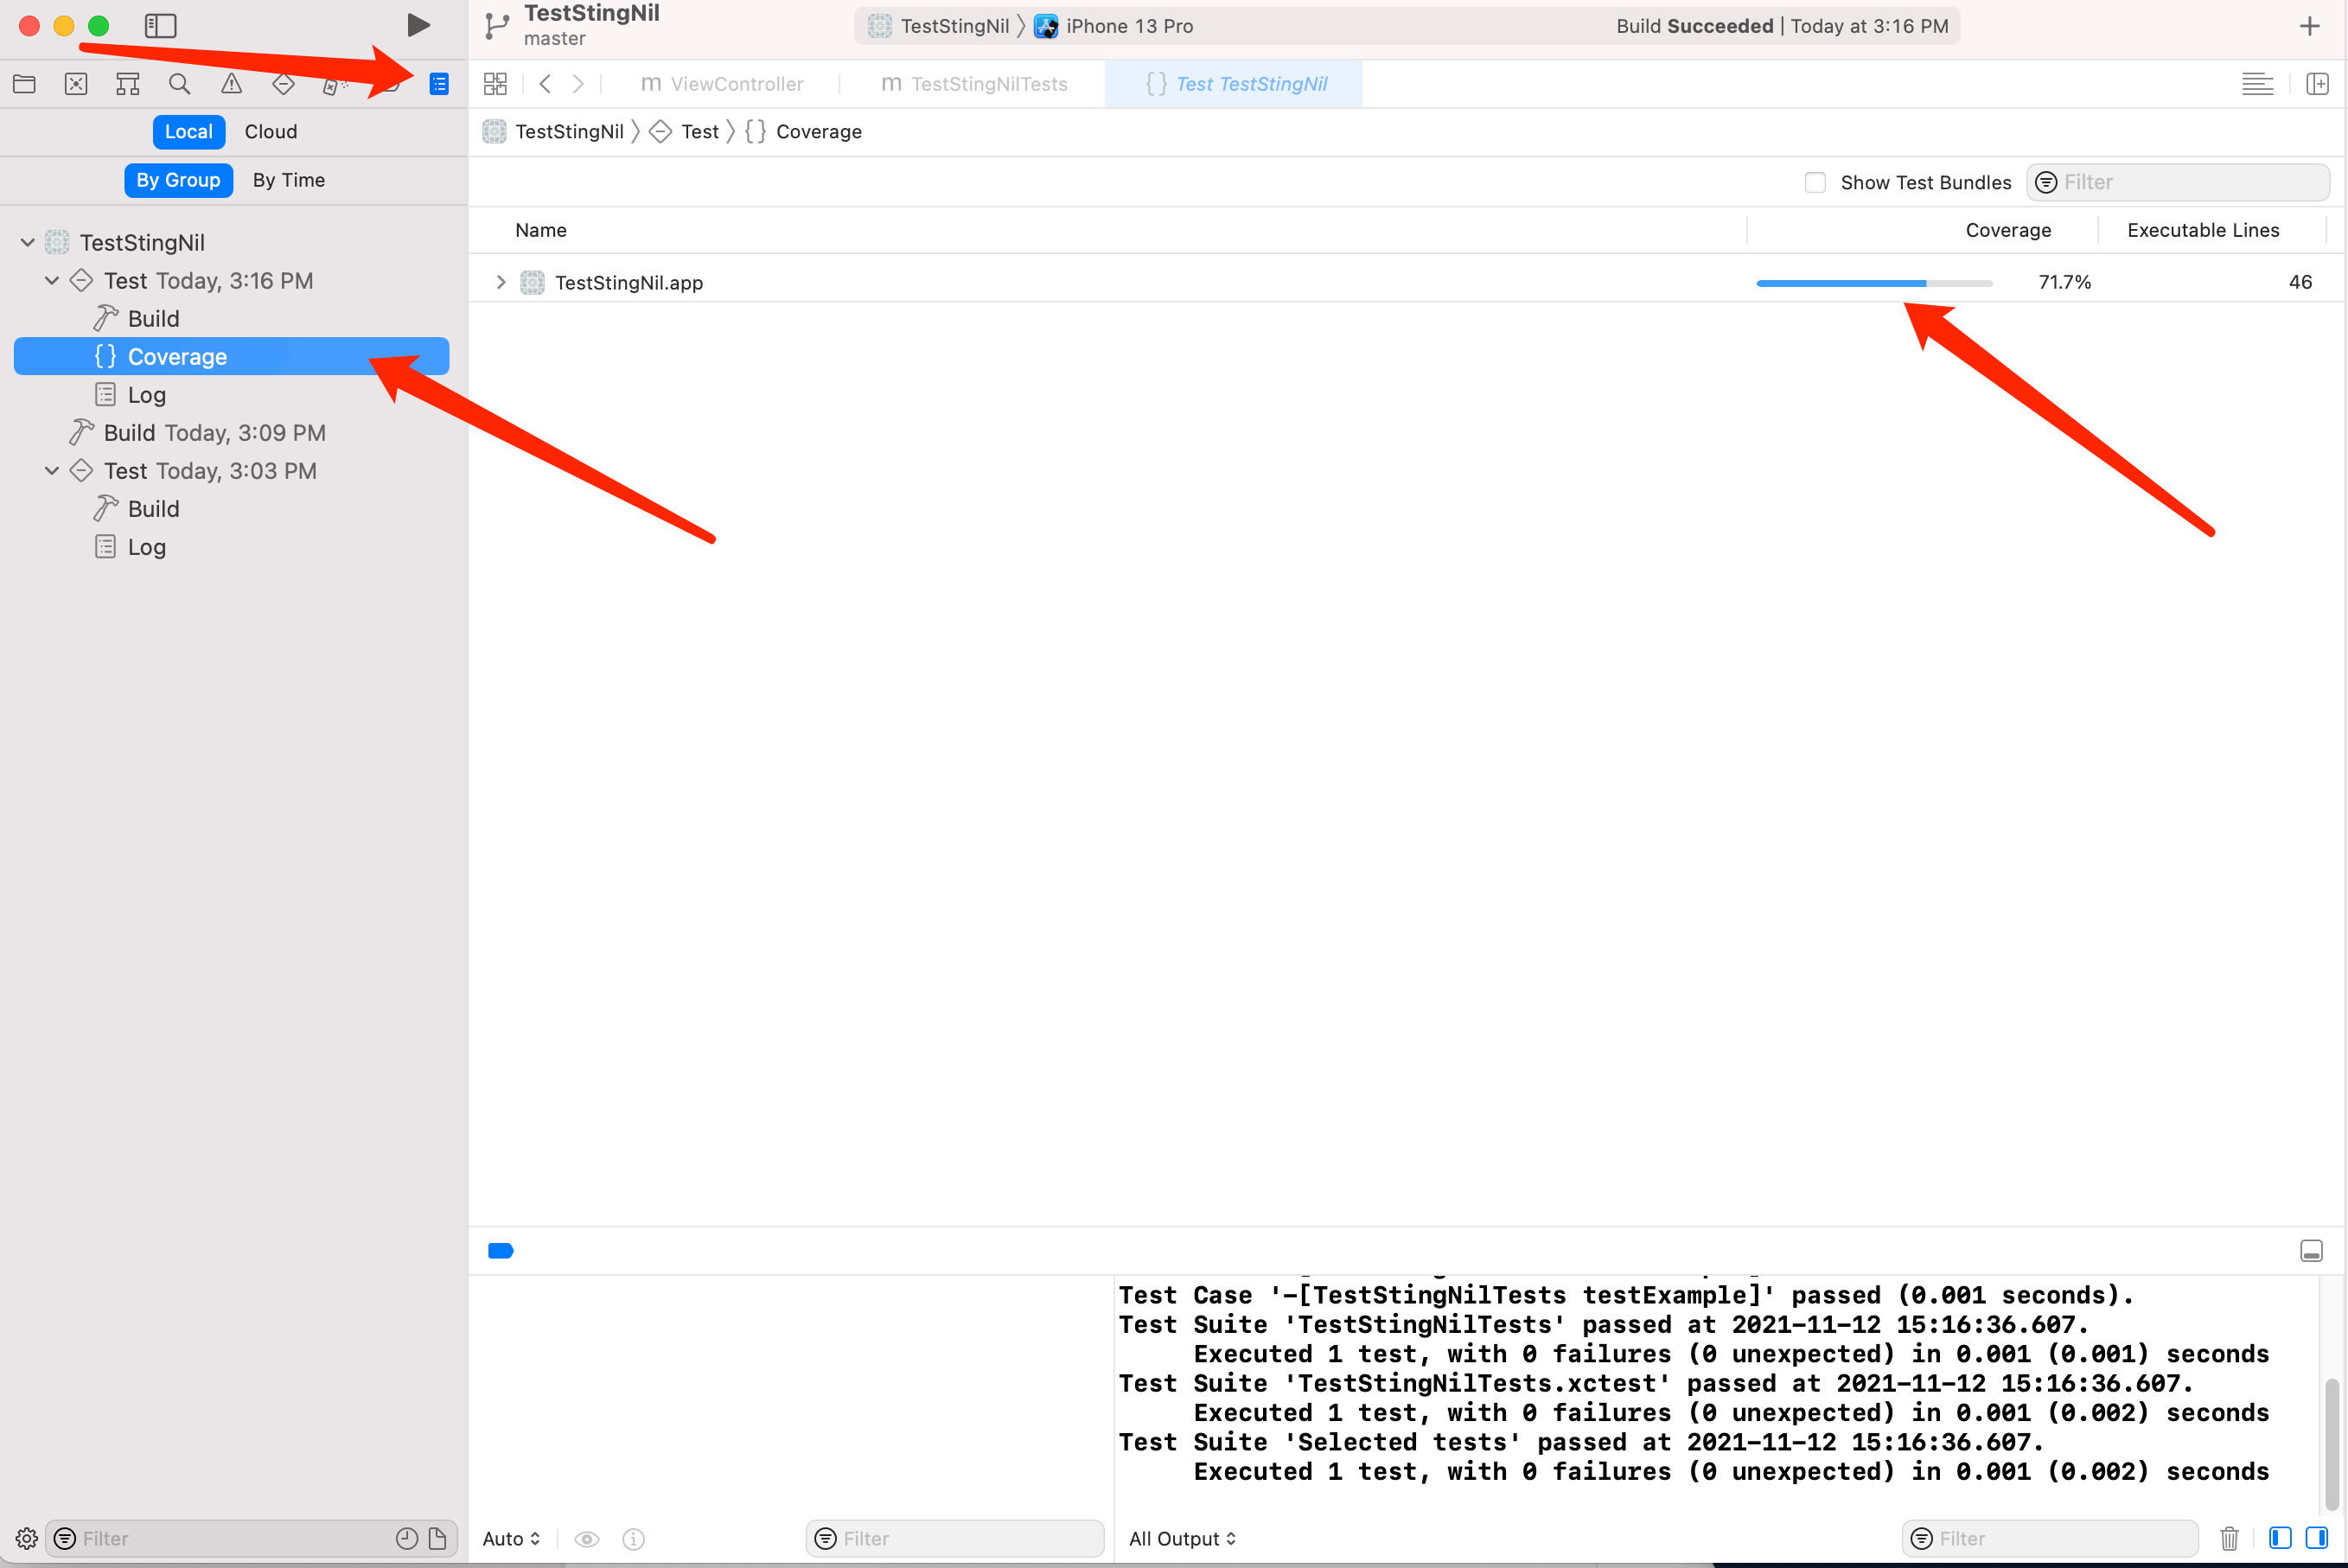 TestStingNil
master
TestStingNil
iPhone 13 Pro
Build Succeeded | Today at 3:16 PM
ViewController
TestStingNilTests
{} Test TestStingNil
Local
Cloud
TestStingNil
Test
{} Coverage
By Group
By Time
Show Test Bundles
Filter
Name
Coverage
Executable Lines
TestStingNil
TestStingNil.app
71.7%
46
Test Today, 3:16 PM
Build
{} Coverage
Log
Build Today, 3:09 PM
Test Today, 3:03 PM
Build
Log
Test Case '-[TestStingNilTests testExample]' passed (0.001 seconds).
Test Suite 'TestStingNilTests' passed at 2021-11-12 15:16:36.607.
Executed 1 test, with 0 failures (0 unexpected) in 0.001 (0.001) seconds
Test Suite 'TestStingNilTests.xctest' passed at 2021-11-12 15:16:36.607.
Executed 1 test, with 0 failures (0 unexpected) in 0.001 (0.002) seconds
Test Suite 'Selected tests' passed at 2021-11-12 15:16:36.607.
Executed 1 test, with 0 failures (0 unexpected) in 0.001 (0.002) seconds
Filter
Auto
Filter
All Output
Filter